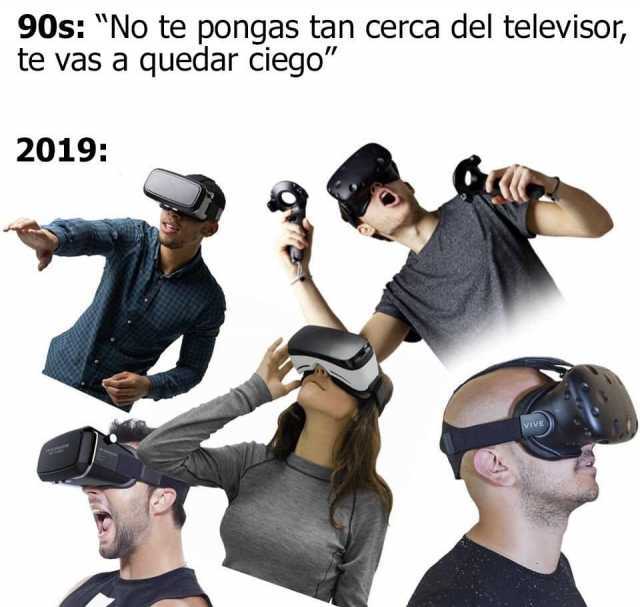 90s: “No te pongas tan cerca del televisor,
te vas a quedar ciego”
2019:
VIVE